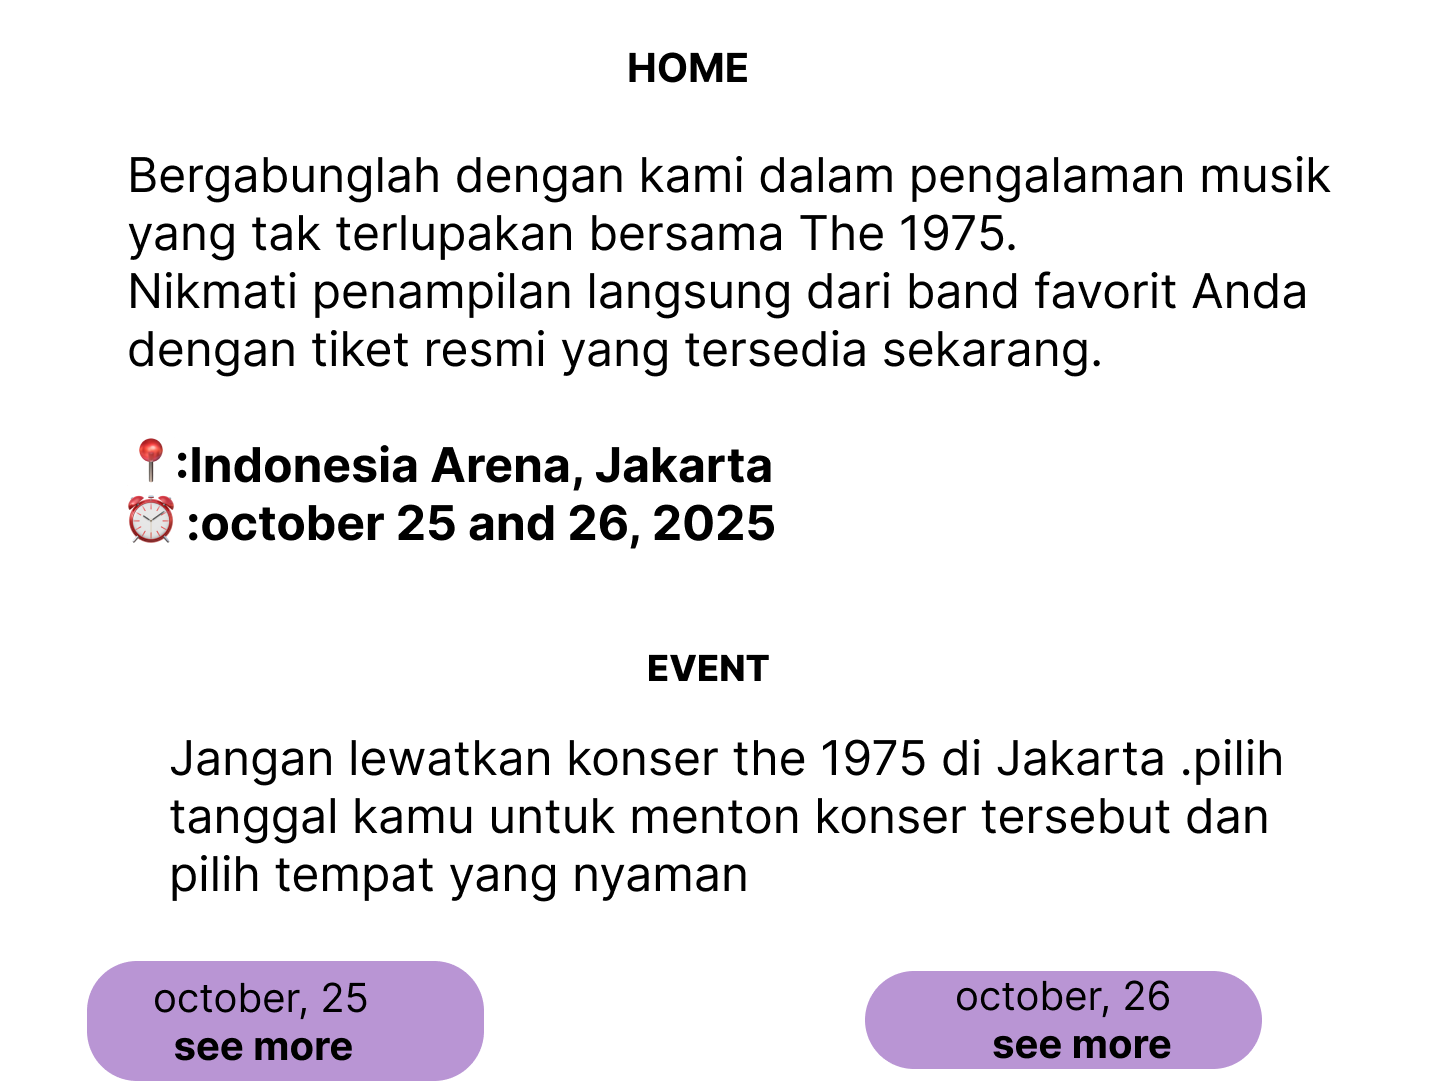 HOME
Bergabunglah dengan kami dalam pengalaman musik
yang tak terlupakan bersama The 1975.
Nikmati penampilan langsung dari band favorit Anda
dengan tiket resmi yang tersedia sekarang.
📍:Indonesia Arena, Jakarta
⏰ :october 25 and 26, 2025
EVENT
Jangan lewatkan konser the 1975 di Jakarta .pilih
tanggal kamu untuk menton konser tersebut dan
pilih tempat yang nyaman
october, 25
see more
october, 26
see more